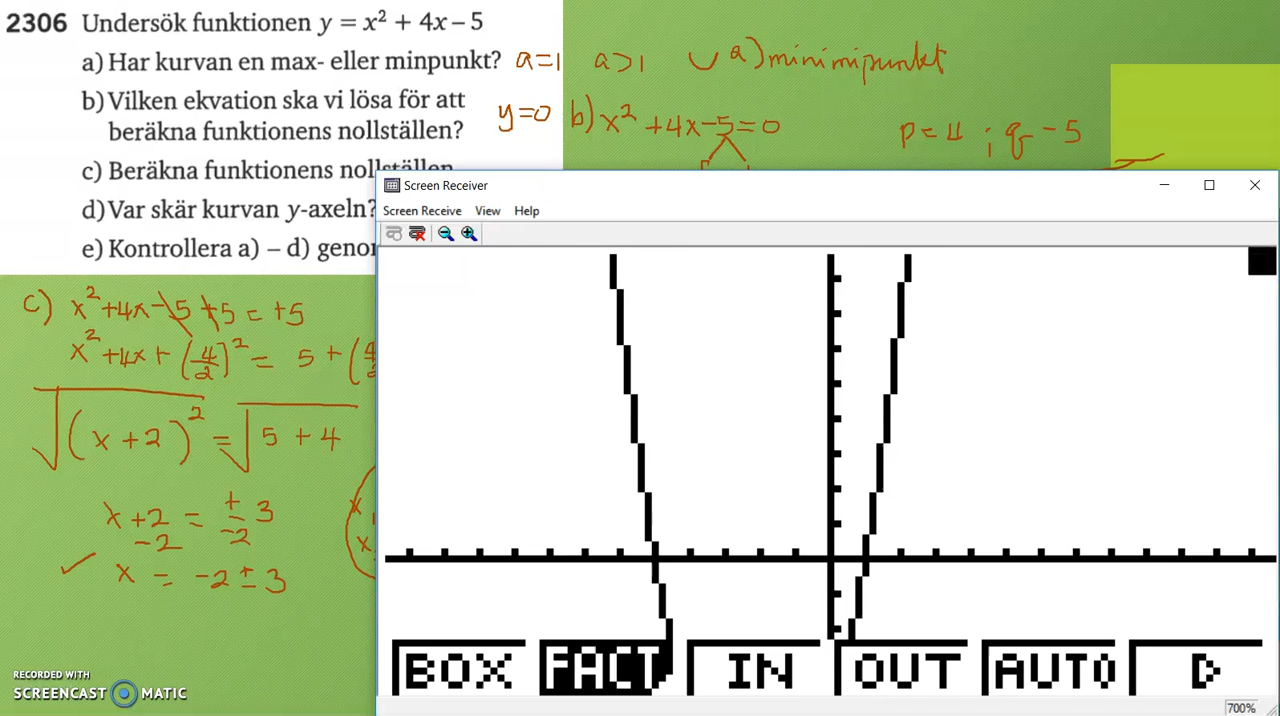 2306 Undersök funktionen y = x² + 4x – 5
a) Har kurvan en max- eller minpunkt?
a=1 a>1 ∪ a) minimipunkt
b) Vilken ekvation ska vi lösa för att
beräkna funktionens nollställen?
y=0 b) x² +4x-5=0 p=4 ; q -5
c) Beräkna funktionens nollställen
d) Var skär kurvan y-axeln?
e) Kontrollera a) – d) genor
c) x²+4x-5+5=+5
x²+4x+(4/2)² = 5+(4/2
√(x+2)² = √5+4
x+2 = ±3
-2 -2
x = -2±3
Screen Receiver
Screen Receive View Help
BOX FACT IN OUT AUTO D
700%
RECORDED WITH
SCREENCAST MATIC